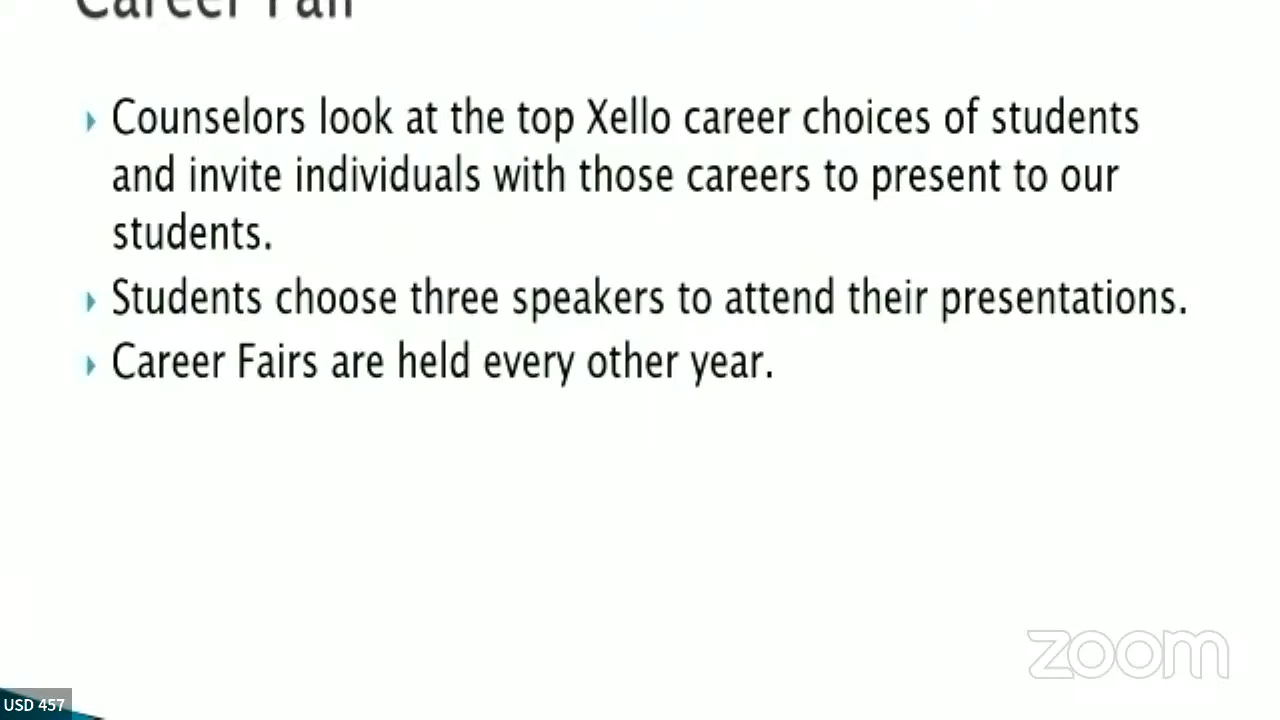 Career Fair
Counselors look at the top Xello career choices of students
and invite individuals with those careers to present to our
students.
Students choose three speakers to attend their presentations.
Career Fairs are held every other year.
zoom
USD 457